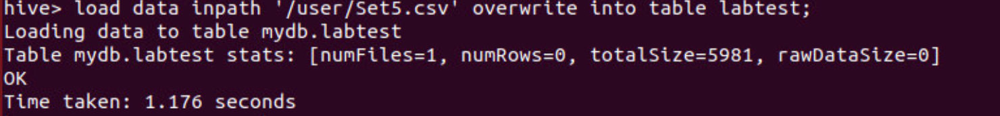 hive> load data inpath '/user/Set5.csv' overwrite into table labtest;
Loading data to table mydb.labtest
Table mydb.labtest stats: [numFiles=1, numRows=0, totalSize=5981, rawDataSize=0]
OK
Time taken: 1.176 seconds